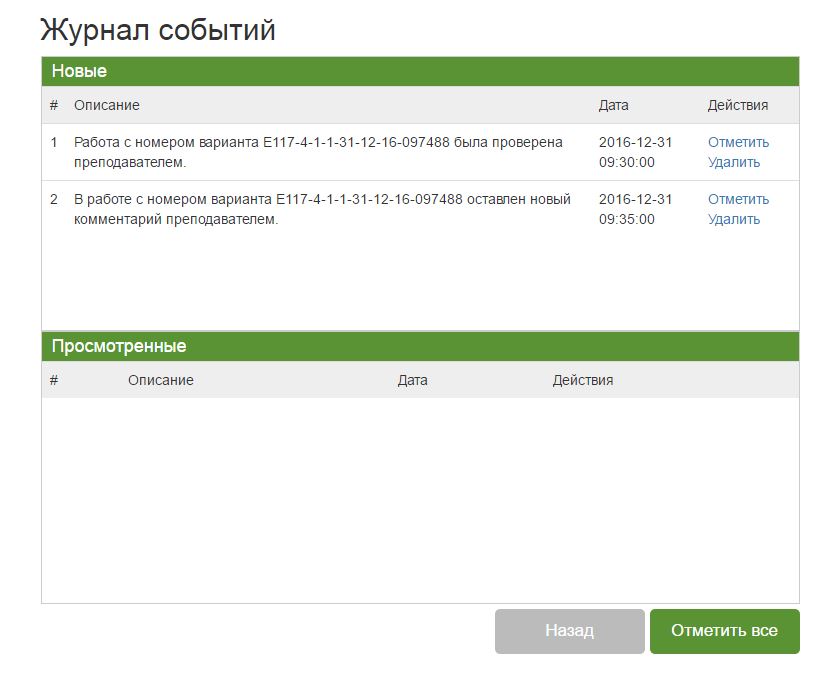 Журнал событий
Новые
# Описание Дата Действия
1 Работа с номером варианта E117-4-1-1-31-12-16-097488 была проверена 2016-12-31 Отметить
преподавателем. 09:30:00 Удалить
2 В работе с номером варианта E117-4-1-1-31-12-16-097488 оставлен новый 2016-12-31 Отметить
комментарий преподавателем. 09:35:00 Удалить
Просмотренные
# Описание Дата Действия
Назад Отметить все